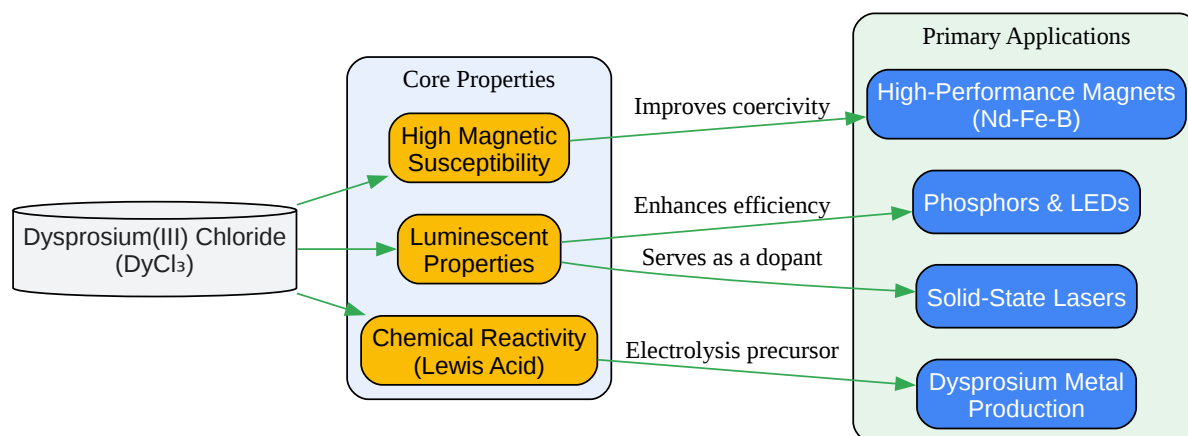 Primary Applications
Core Properties
High-Performance Magnets
(Nd-Fe-B)
Improves coercivity
High Magnetic
Susceptibility
Phosphors & LEDs
Enhances efficiency
Dysprosium(III) Chloride
(DyCl₃)
Luminescent
Properties
Serves as a dopant
Solid-State Lasers
Chemical Reactivity
(Lewis Acid)
Electrolysis precursor
Dysprosium Metal
Production